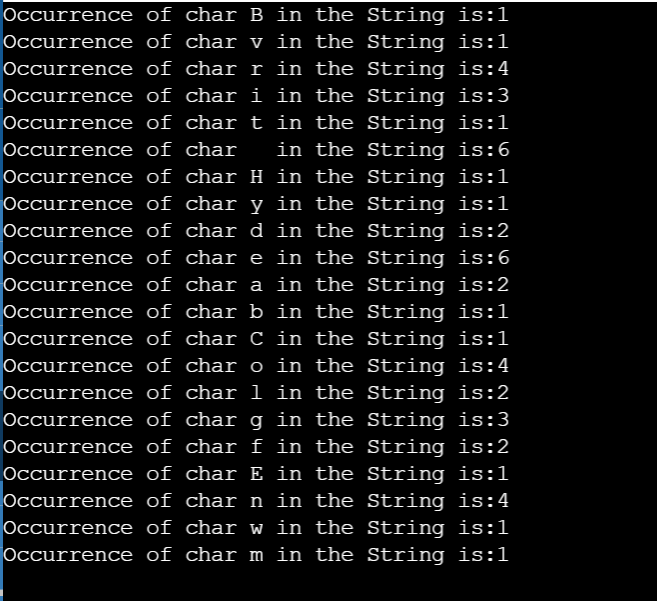 Occurrence of char B in the String is:1
Occurrence of char v in the String is:1
Occurrence of char r in the String is:4
Occurrence of char i in the String is:3
Occurrence of char t in the String is:1
Occurrence of char   in the String is:6
Occurrence of char H in the String is:1
Occurrence of char y in the String is:1
Occurrence of char d in the String is:2
Occurrence of char e in the String is:6
Occurrence of char a in the String is:2
Occurrence of char b in the String is:1
Occurrence of char C in the String is:1
Occurrence of char o in the String is:4
Occurrence of char l in the String is:2
Occurrence of char g in the String is:3
Occurrence of char f in the String is:2
Occurrence of char E in the String is:1
Occurrence of char n in the String is:4
Occurrence of char w in the String is:1
Occurrence of char m in the String is:1